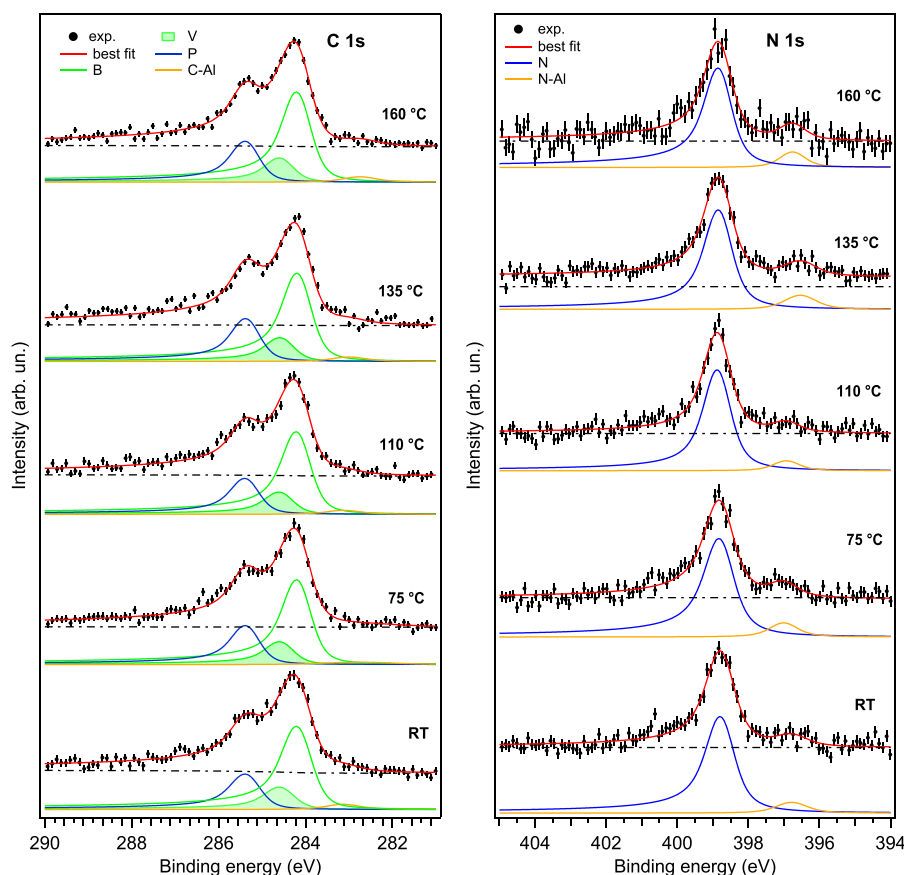 exp.
best fit
B
V
P
C-Al
C 1s
160 °C
135 °C
110 °C
75 °C
RT
Intensity (arb. un.)
290
288
286
284
282
Binding energy (eV)
exp.
best fit
N
N-Al
N 1s
160 °C
135 °C
110 °C
75 °C
RT
Intensity (arb. un.)
404
402
400
398
396
394
Binding energy (eV)